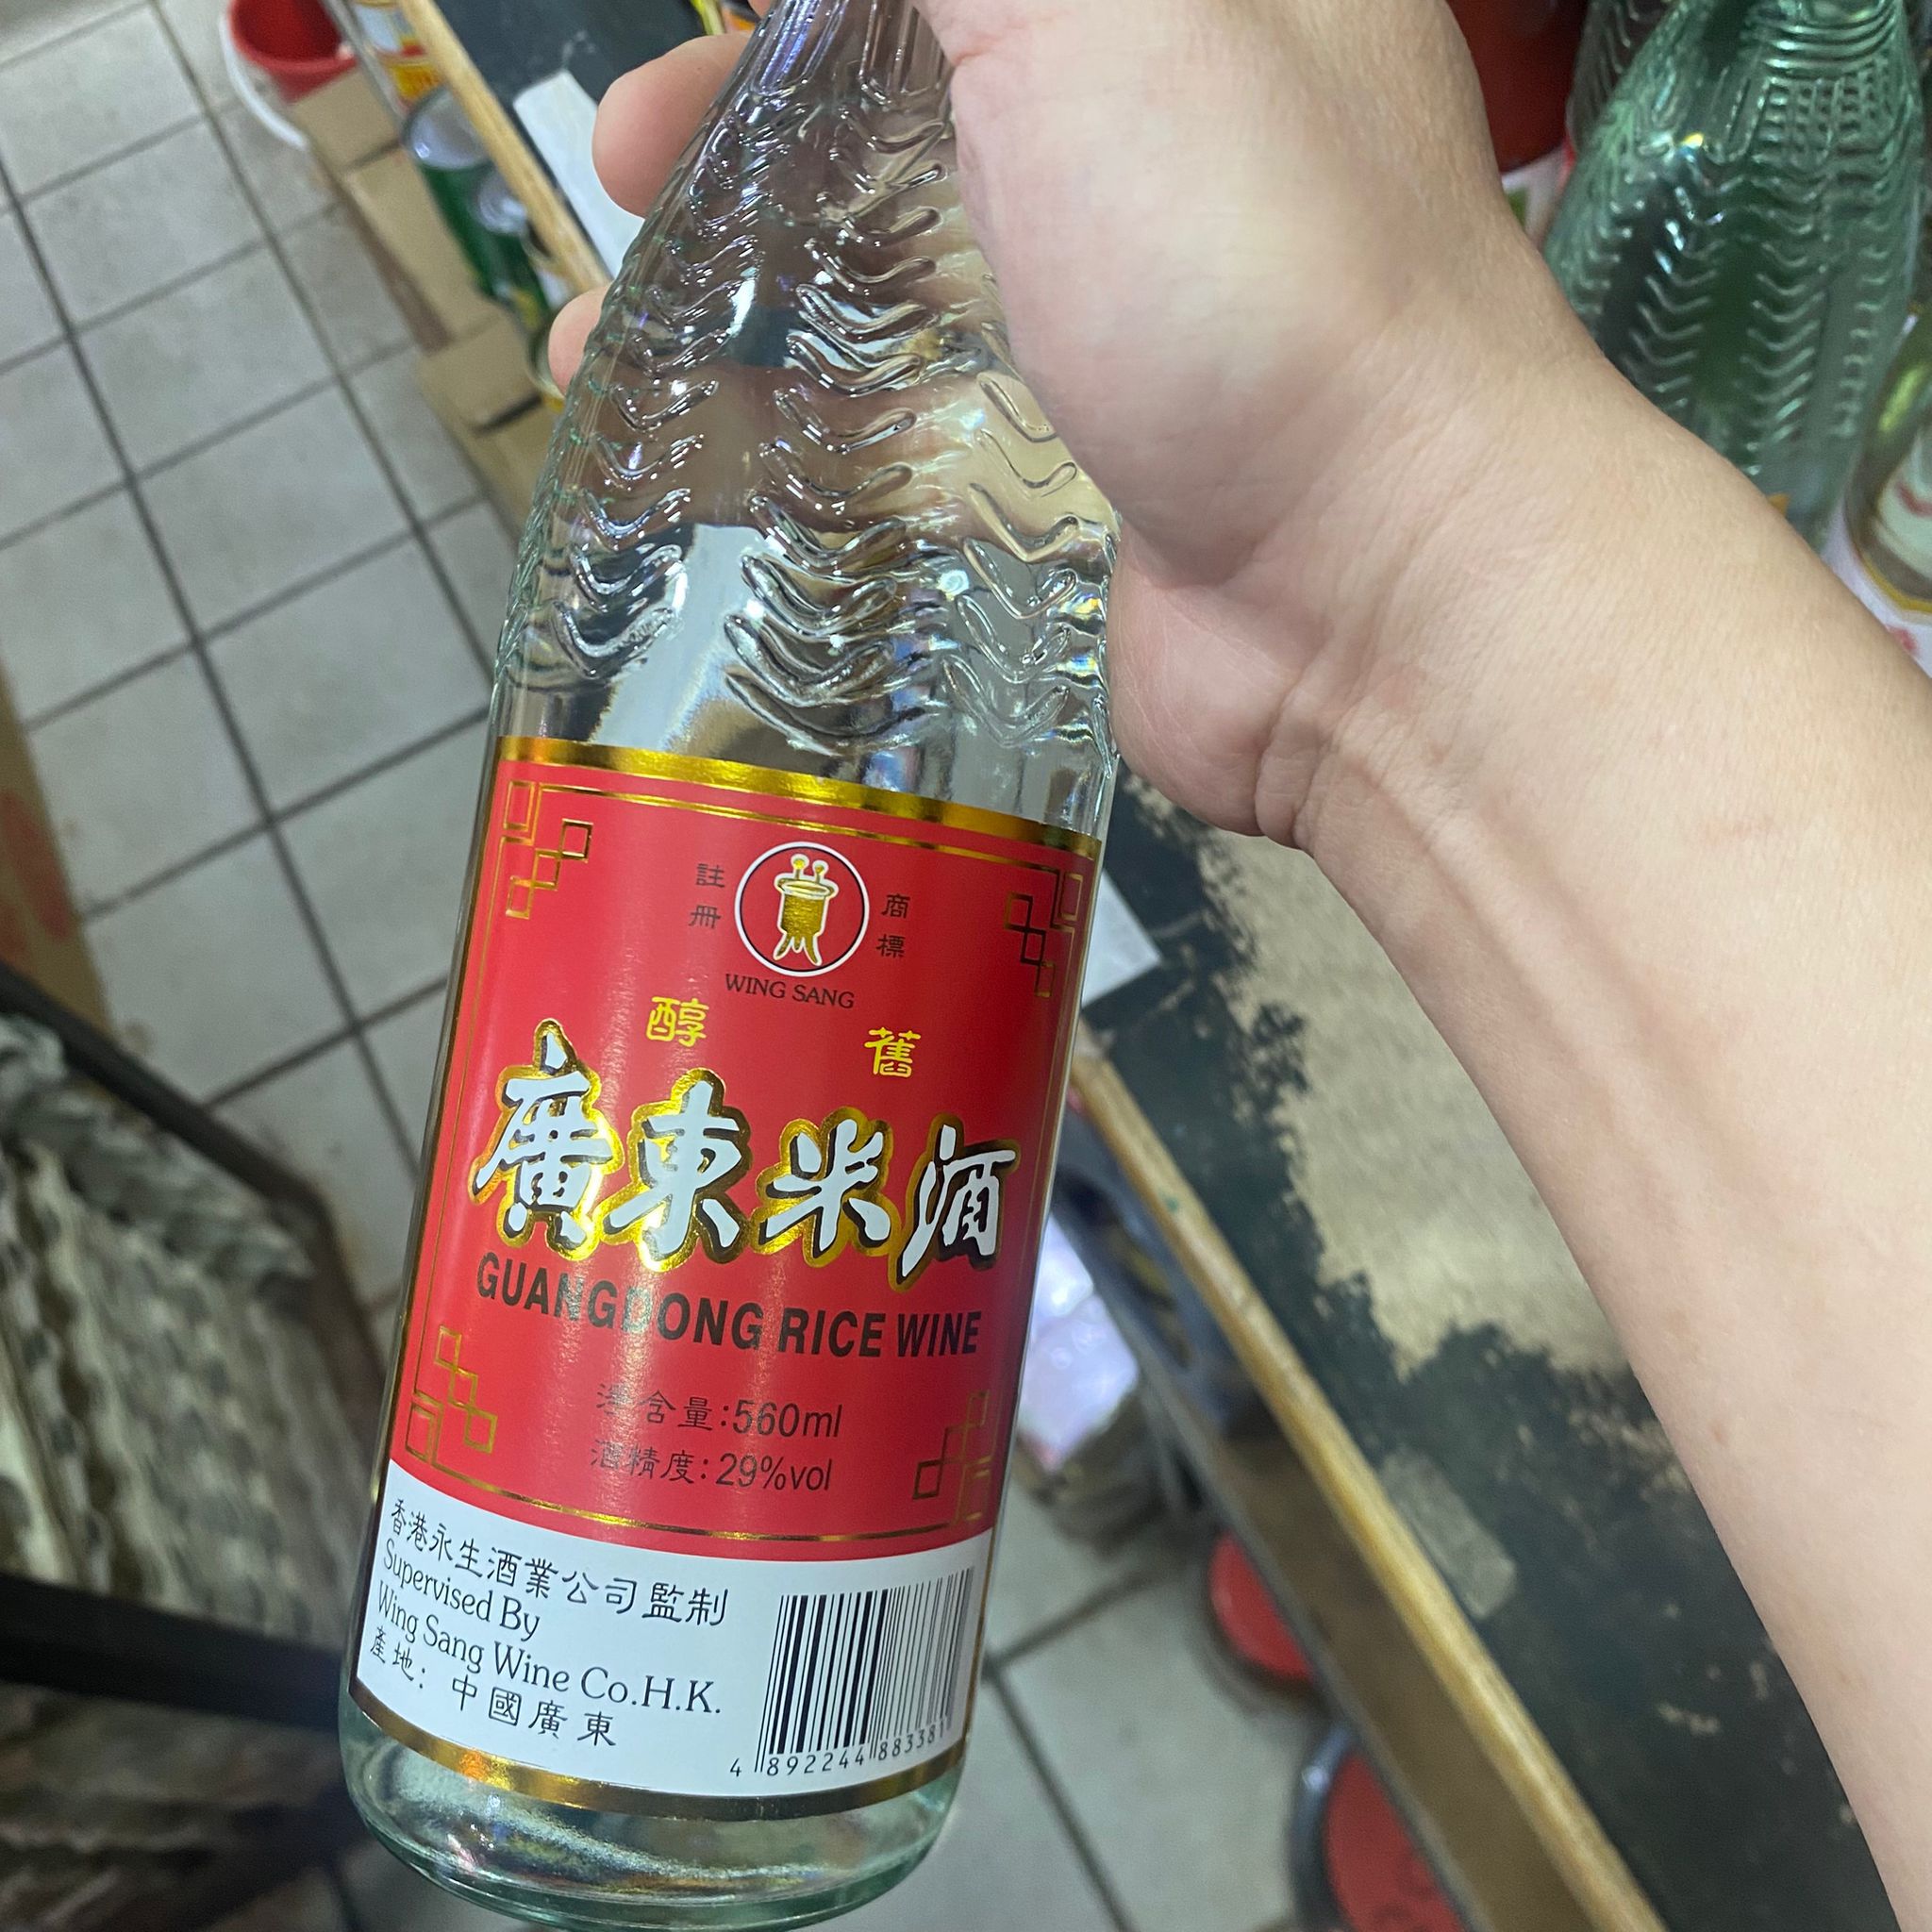 註冊 商標
WING SANG
醇 舊
廣東米酒
GUANGDONG RICE WINE
淨含量:560ml
酒精度:29%vol
香港永生酒業公司監制
Supervised By
Wing Sang Wine Co.H.K.
產地: 中國廣東
4 892244 883381